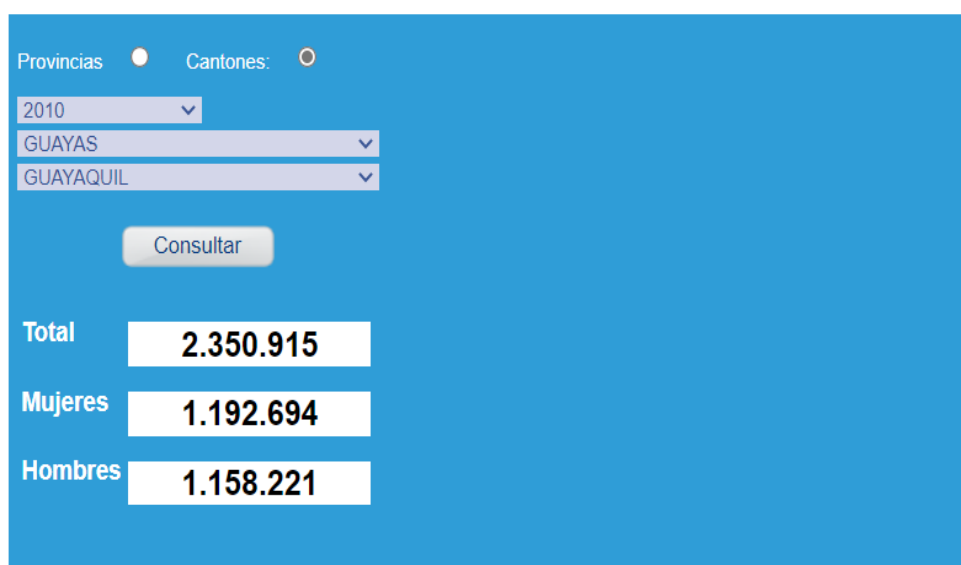 Provincias Cantones:
2010
GUAYAS
GUAYAQUIL
Consultar
Total 2.350.915
Mujeres 1.192.694
Hombres 1.158.221